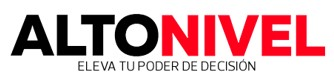 ALTONIVEL
ELEVA TU PODER DE DECISIÓN